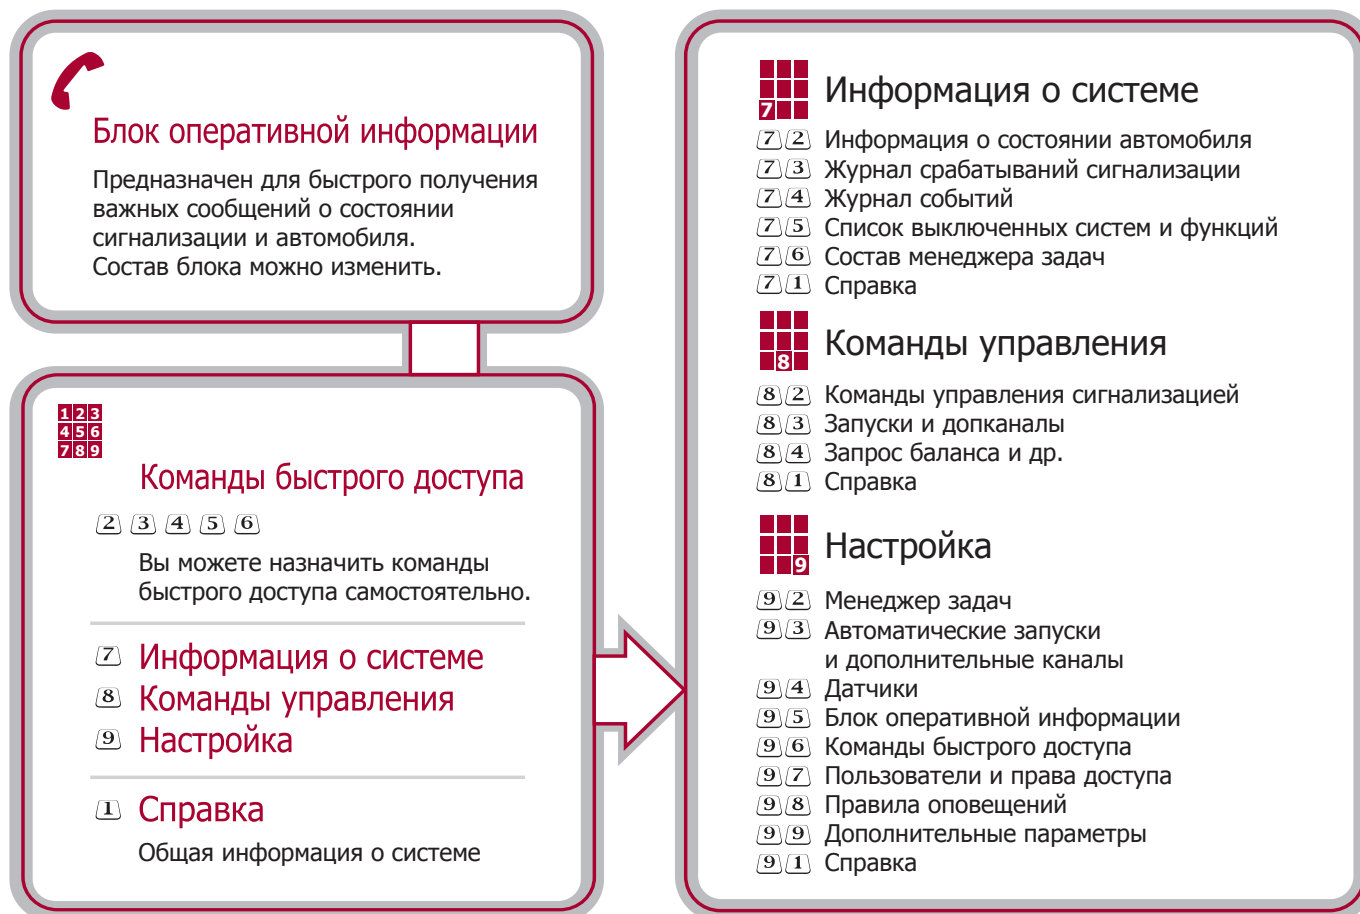 Блок оперативной информации
Предназначен для быстрого получения
важных сообщений о состоянии
сигнализации и автомобиля.
Состав блока можно изменить.
1 2 3
4 5 6
7 8 9
Команды быстрого доступа
2 3 4 5 6
Вы можете назначить команды
быстрого доступа самостоятельно.
7 Информация о системе
8 Команды управления
9 Настройка
1 Справка
Общая информация о системе
7 Информация о системе
7 2 Информация о состоянии автомобиля
7 3 Журнал срабатываний сигнализации
7 4 Журнал событий
7 5 Список выключенных систем и функций
7 6 Состав менеджера задач
7 1 Справка
8 Команды управления
8 2 Команды управления сигнализацией
8 3 Запуски и допканалы
8 4 Запрос баланса и др.
8 1 Справка
9 Настройка
9 2 Менеджер задач
9 3 Автоматические запуски
и дополнительные каналы
9 4 Датчики
9 5 Блок оперативной информации
9 6 Команды быстрого доступа
9 7 Пользователи и права доступа
9 8 Правила оповещений
9 9 Дополнительные параметры
9 1 Справка